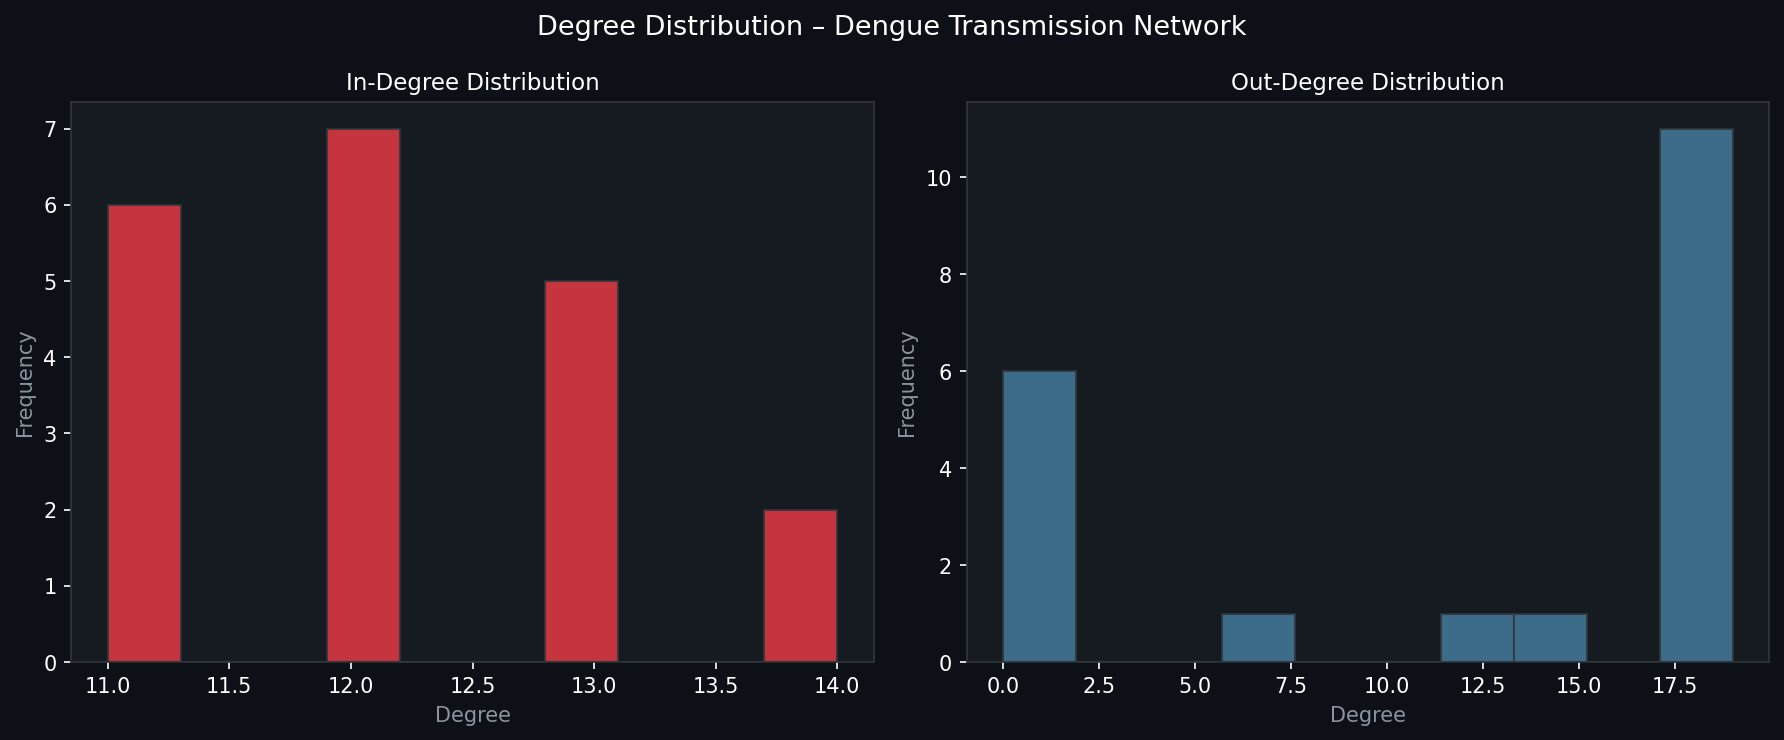 Degree Distribution – Dengue Transmission Network
In-Degree Distribution
7
6
5
4
3
2
1
0
Frequency
11.0 11.5 12.0 12.5 13.0 13.5 14.0
Degree
Out-Degree Distribution
10
8
6
4
2
0
Frequency
0.0 2.5 5.0 7.5 10.0 12.5 15.0 17.5
Degree